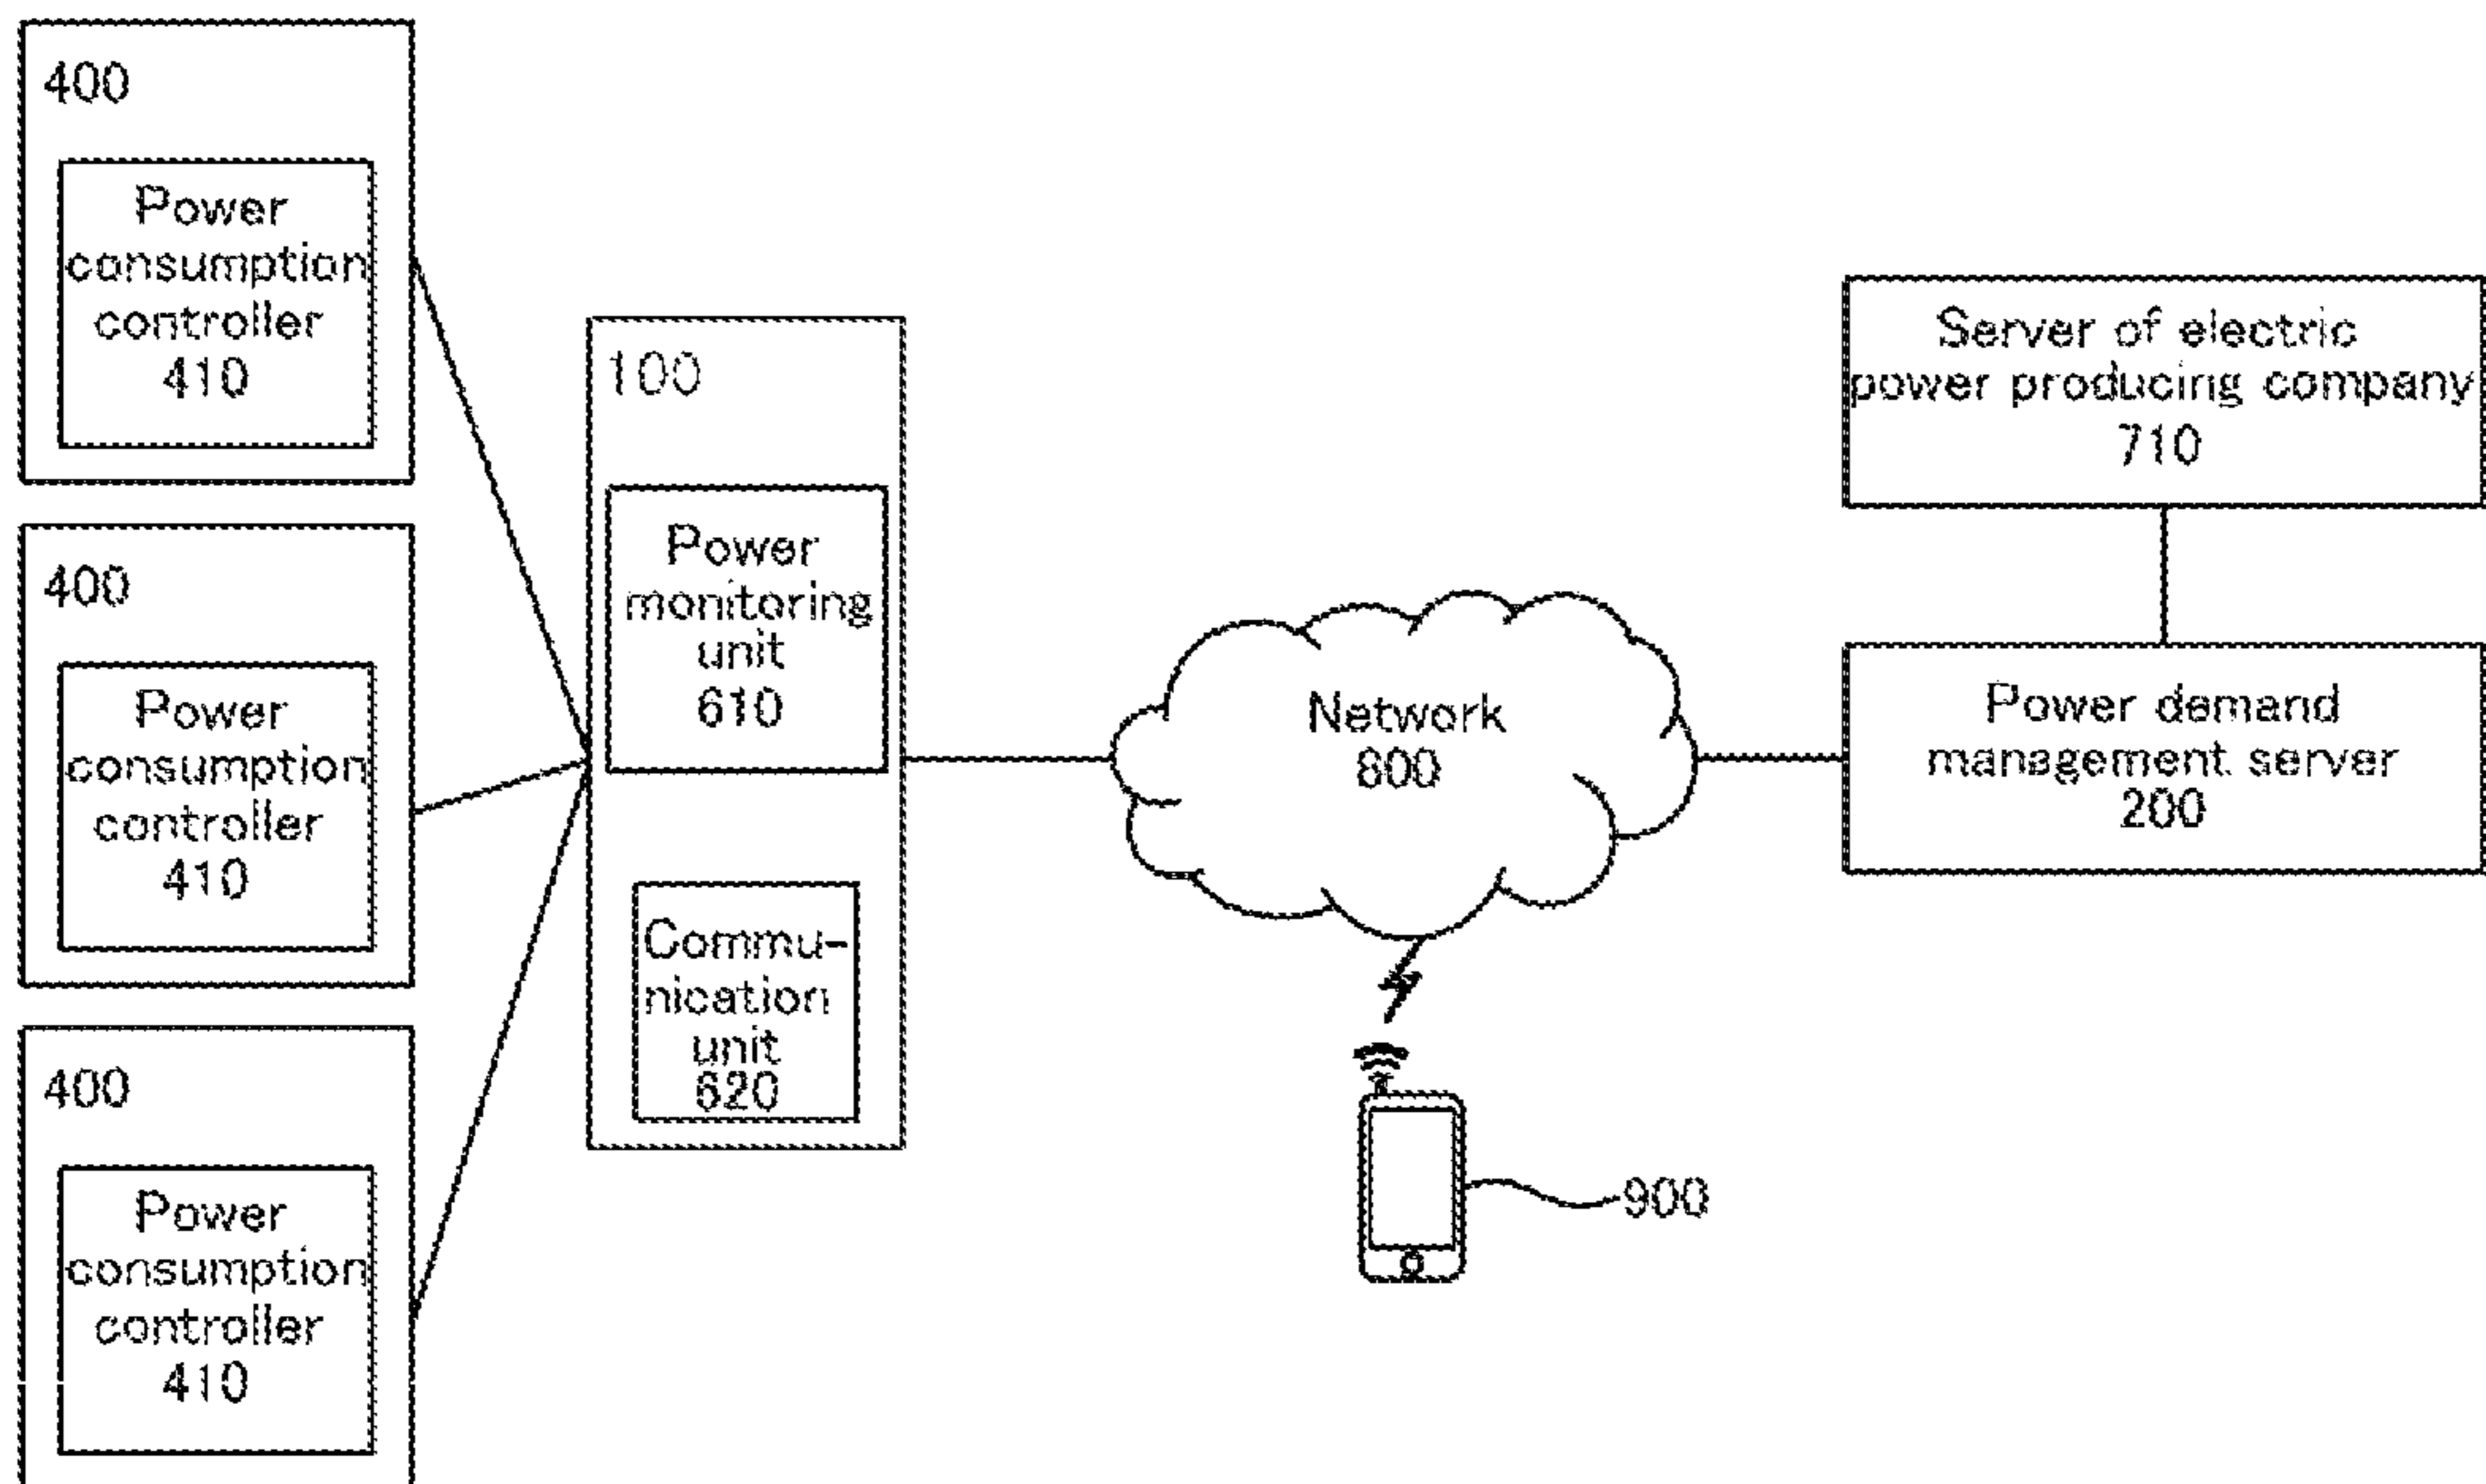 400
Power
consumption
controller
410
400
Power
consumption
controller
410
400
Power
consumption
controller
410
100
Power
monitoring
unit
610
Commu-
nication
unit
620
Network
800
Server of electric
power producing company
710
Power demand
management server
200
900